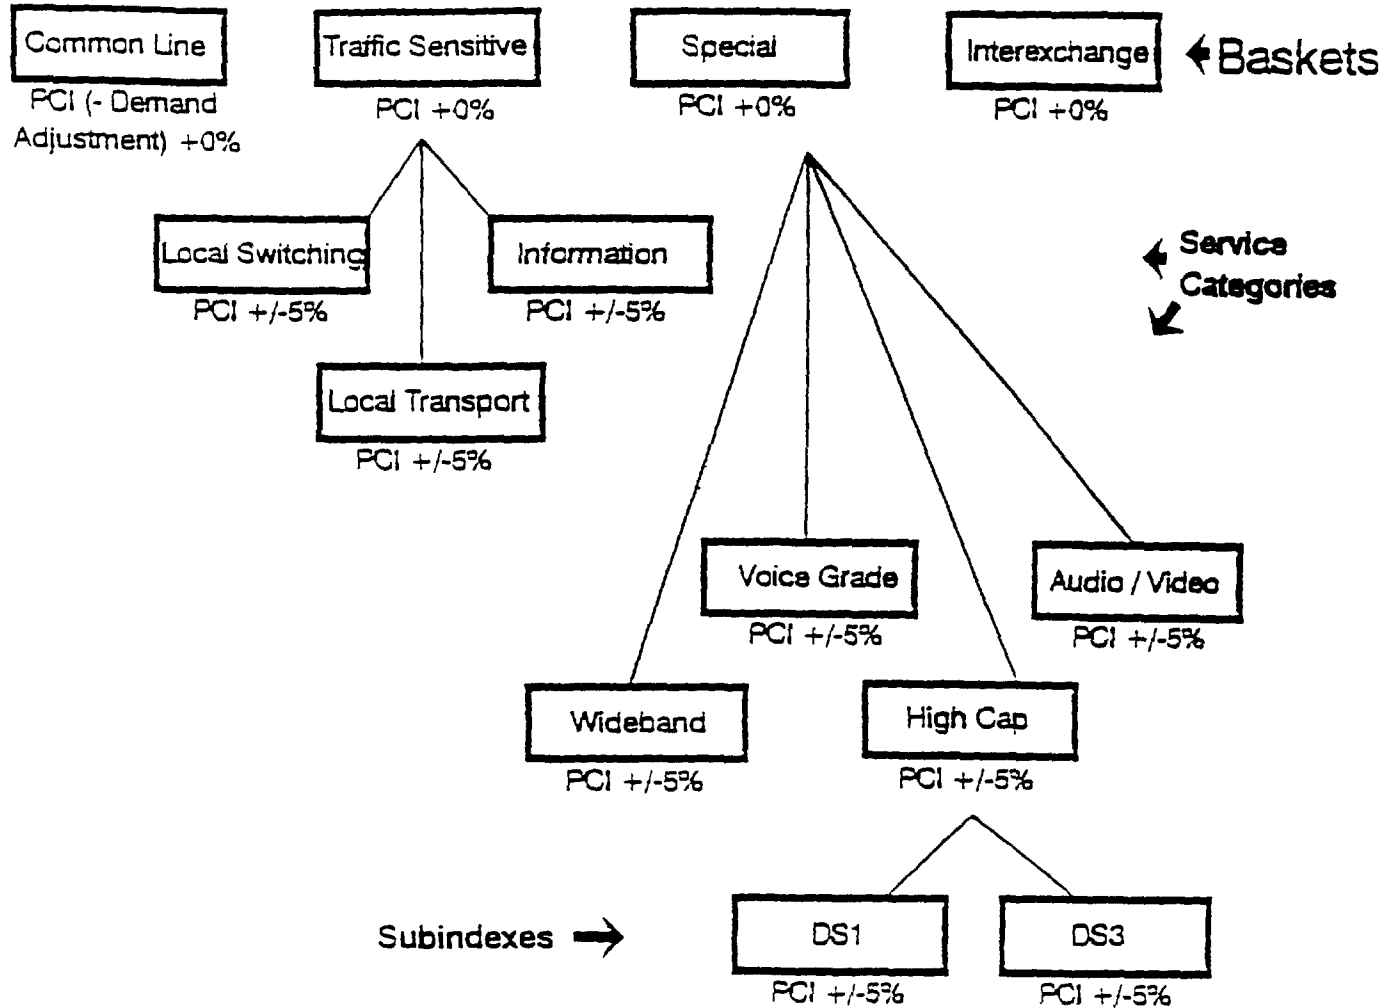 Common Line
Traffic Sensitive
Special
Interexchange
Baskets
PCI (- Demand
Adjustment) +0%
PCI +0%
PCI +0%
PCI +0%
Local Switching
Information
Service
Categories
PCI +/-5%
PCI +/-5%
Local Transport
PCI +/-5%
Voice Grade
Audio / Video
PCI +/-5%
PCI +/-5%
Wideband
High Cap
PCI +/-5%
PCI +/-5%
Subindexes
DS1
DS3
PCI +/-5%
PCI +/-5%